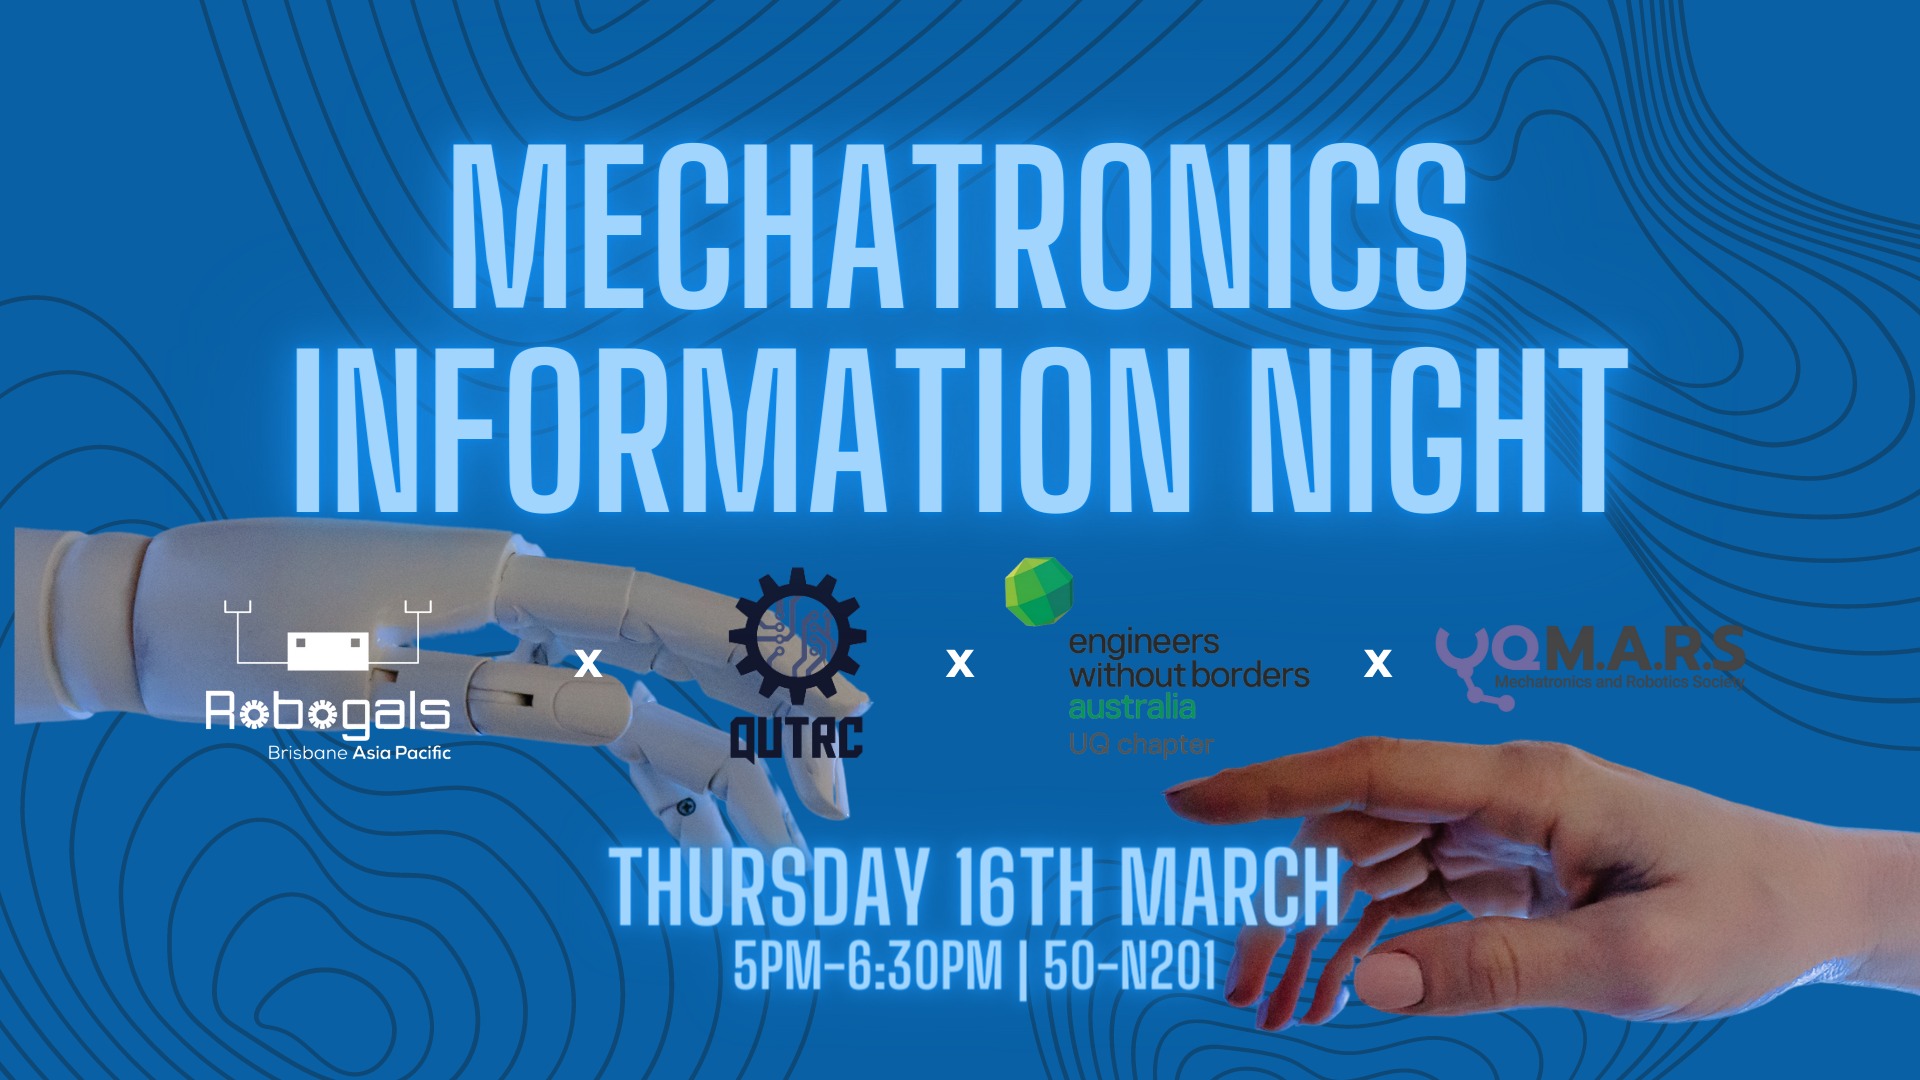 MECHATRONICS
INFORMATION NIGHT
Robogals
Brisbane Asia Pacific
x
QUTRC
x
engineers
without borders
australia
UQ chapter
x
UQM.A.R.S
Mechatronics and Robotics Society
THURSDAY 16TH MARCH
5PM-6:30PM | 50-N201